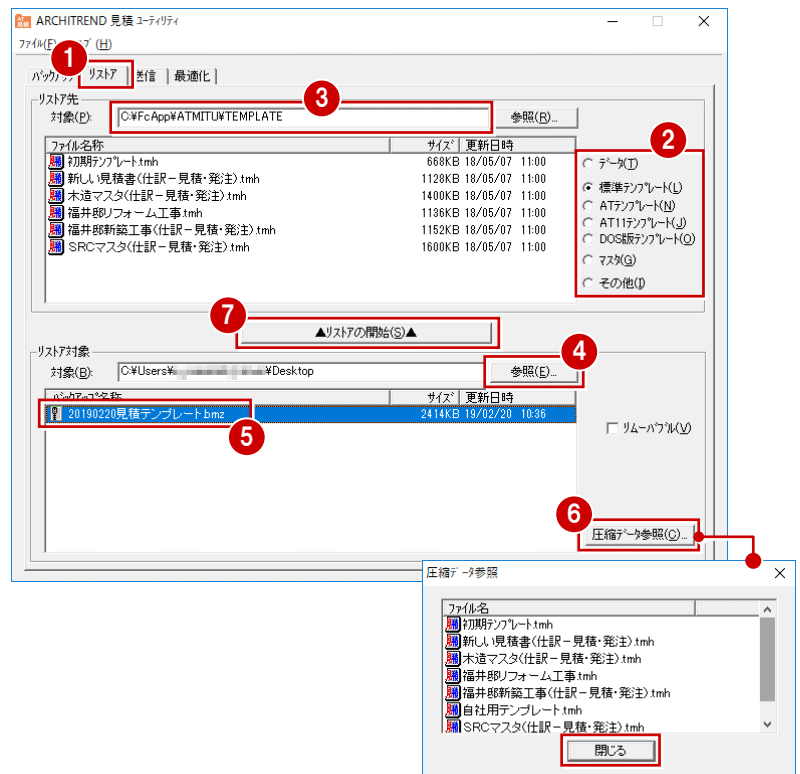 ARCHITREND 見積 ユーティリティ
ファイル(F) ﾌﾟ(H)
1
バックアップ リストア 送信 最適化
リストア先
3
対象(P): C:¥FcApp¥ATMITU¥TEMPLATE 参照(R)...
2
ファイル名称 サイズ 更新日時
初期テンプレート.tmh 668KB 18/05/07 11:00
新しい見積書(仕訳－見積・発注).tmh 1128KB 18/05/07 11:00
木造マスタ(仕訳－見積・発注).tmh 1400KB 18/05/07 11:00
福井邸リフォーム工事.tmh 1136KB 18/05/07 11:00
福井邸新築工事(仕訳－見積・発注).tmh 1152KB 18/05/07 11:00
SRCマスタ(仕訳－見積・発注).tmh 1600KB 18/05/07 11:00
データ(T)
標準テンプレート(L)
ATテンプレート(N)
AT11テンプレート(J)
DOS版テンプレート(O)
マスタ(G)
その他(I)
7
▲リストアの開始(S)▲
リストア対象
4
対象(B): C:¥Users¥ ¥Desktop 参照(E)...
バックアップ名称 サイズ 更新日時
20190220見積テンプレート.bmz 2414KB 19/02/20 10:36
5
リムーバブル(V)
6
圧縮データ参照(C)...
圧縮データ参照
ファイル名
初期テンプレート.tmh
新しい見積書(仕訳－見積・発注).tmh
木造マスタ(仕訳－見積・発注).tmh
福井邸リフォーム工事.tmh
福井邸新築工事(仕訳－見積・発注).tmh
自社用テンプレート.tmh
SRCマスタ(仕訳－見積・発注).tmh
閉じる